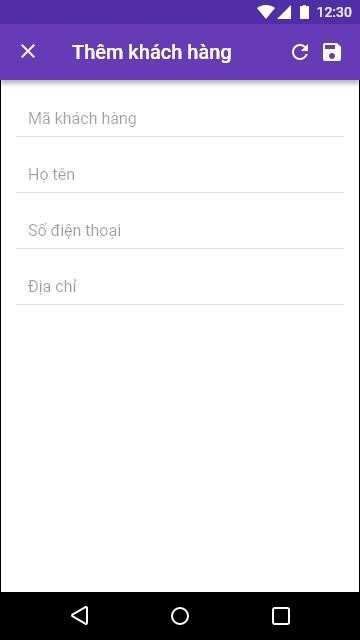 12:30
Thêm khách hàng
Mã khách hàng
Họ tên
Số điện thoại
Địa chỉ